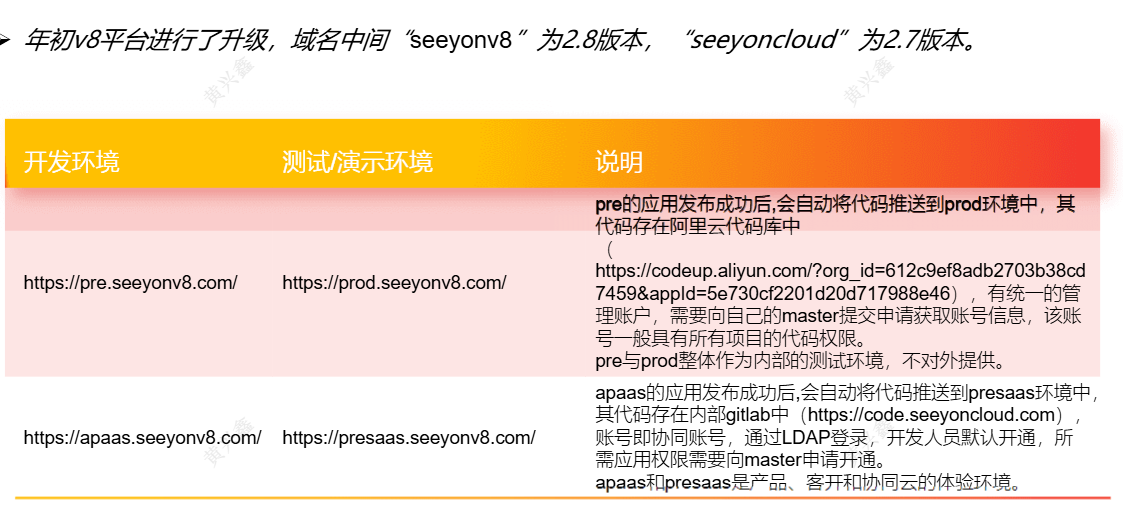 年初v8平台进行了升级，域名中间“seeyonv8”为2.8版本，“seeyoncloud”为2.7版本。
黄兴鑫 黄兴鑫
开发环境 测试/演示环境 说明
pre的应用发布成功后,会自动将代码推送到prod环境中，其
代码存在阿里云代码库中
（
https://codeup.aliyun.com/?org_id=612c9ef8adb2703b38cd
https://pre.seeyonv8.com/ https://prod.seeyonv8.com/ 7459&appId=5e730cf2201d20d717988e46），有统一的管
理账户，需要向自己的master提交申请获取账号信息，该账
号一般具有所有项目的代码权限。
pre与prod整体作为内部的测试环境，不对外提供。
apaas的应用发布成功后,会自动将代码推送到presaas环境中，
其代码存在内部gitlab中（https://code.seeyoncloud.com），
https://apaas.seeyonv8.com/ https://presaas.seeyonv8.com/ 账号即协同账号，通过LDAP登录，开发人员默认开通，所
需应用权限需要向master申请开通。
apaas和presaas是产品、客开和协同云的体验环境。
黄兴鑫 黄兴鑫